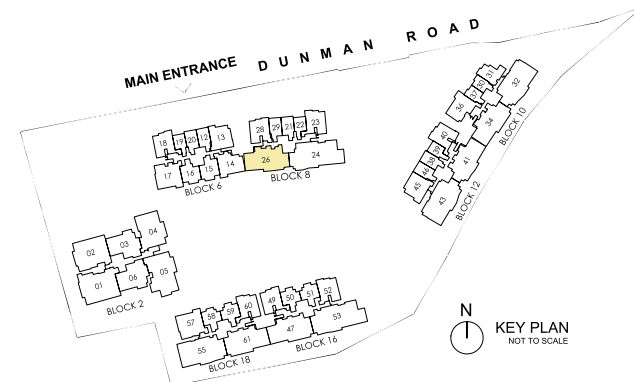 MAIN ENTRANCE DUNMAN ROAD
18 19 20 12 13
17 16 15 14
BLOCK 6
28 29 21 22 23
26 24
BLOCK 8
31
30
37
36
32
34
BLOCK 10
40
39
38
46
45
41
43
BLOCK 12
02 03 04
01 06 05
BLOCK 2
57 58 59 60
55 61
BLOCK 18
49 50 51 52
47 53
BLOCK 16
N
KEY PLAN
NOT TO SCALE